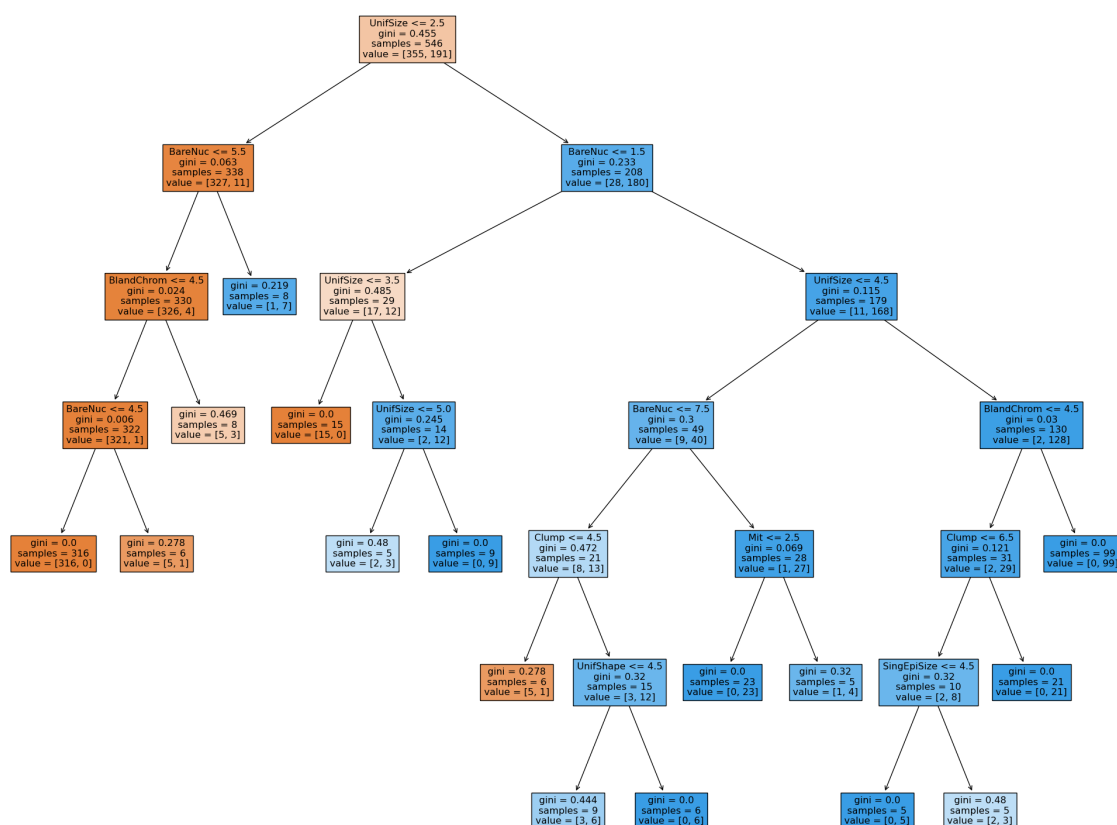 UnifSize <= 2.5
gini = 0.455
samples = 546
value = [355, 191]
BareNuc <= 5.5
gini = 0.063
samples = 338
value = [327, 11]
BareNuc <= 1.5
gini = 0.233
samples = 208
value = [28, 180]
BlandChrom <= 4.5
gini = 0.024
samples = 330
value = [326, 4]
gini = 0.219
samples = 8
value = [1, 7]
UnifSize <= 3.5
gini = 0.485
samples = 29
value = [17, 12]
UnifSize <= 4.5
gini = 0.115
samples = 179
value = [11, 168]
BareNuc <= 4.5
gini = 0.006
samples = 322
value = [321, 1]
gini = 0.469
samples = 8
value = [5, 3]
gini = 0.0
samples = 15
value = [15, 0]
UnifSize <= 5.0
gini = 0.245
samples = 14
value = [2, 12]
BareNuc <= 7.5
gini = 0.3
samples = 49
value = [9, 40]
BlandChrom <= 4.5
gini = 0.03
samples = 130
value = [2, 128]
gini = 0.0
samples = 316
value = [316, 0]
gini = 0.278
samples = 6
value = [5, 1]
gini = 0.48
samples = 5
value = [2, 3]
gini = 0.0
samples = 9
value = [0, 9]
Clump <= 4.5
gini = 0.472
samples = 21
value = [8, 13]
Mit <= 2.5
gini = 0.069
samples = 28
value = [1, 27]
Clump <= 6.5
gini = 0.121
samples = 31
value = [2, 29]
gini = 0.0
samples = 99
value = [0, 99]
gini = 0.278
samples = 6
value = [5, 1]
UnifShape <= 4.5
gini = 0.32
samples = 15
value = [3, 12]
gini = 0.0
samples = 23
value = [0, 23]
gini = 0.32
samples = 5
value = [1, 4]
SingEpiSize <= 4.5
gini = 0.32
samples = 10
value = [2, 8]
gini = 0.0
samples = 21
value = [0, 21]
gini = 0.444
samples = 9
value = [3, 6]
gini = 0.0
samples = 6
value = [0, 6]
gini = 0.0
samples = 5
value = [0, 5]
gini = 0.48
samples = 5
value = [2, 3]